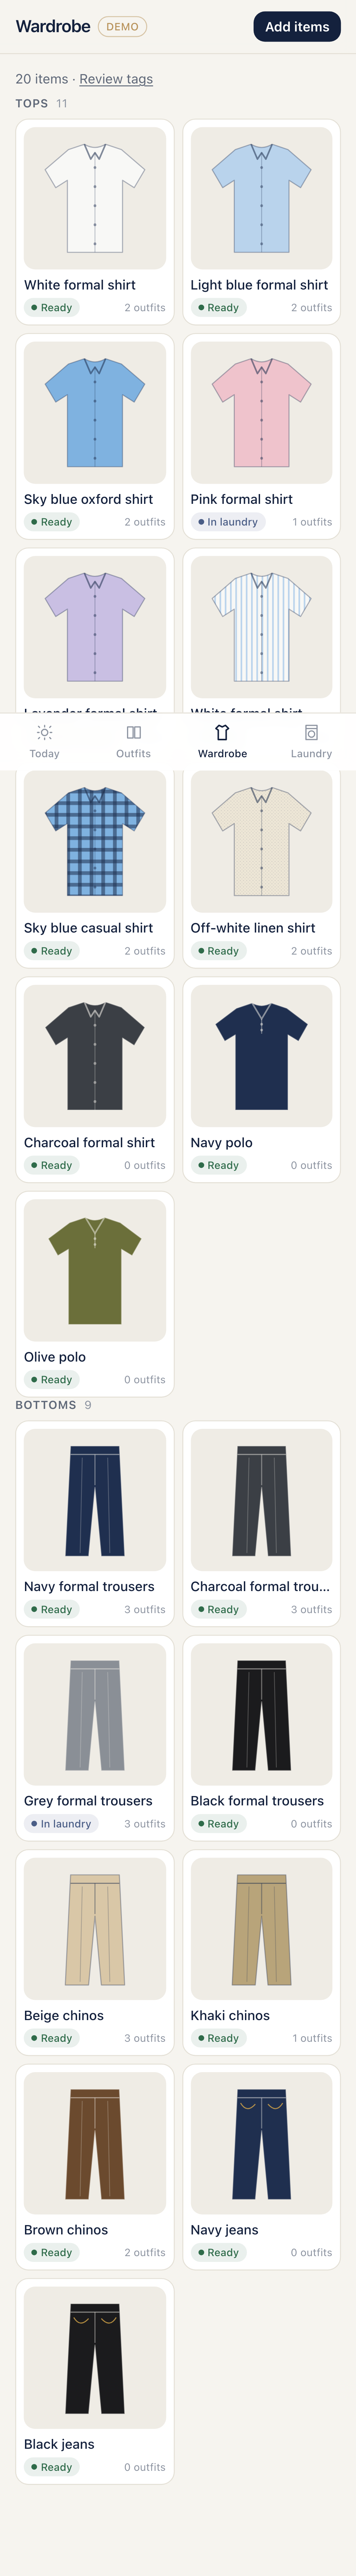 Wardrobe DEMO Add items
20 items · Review tags
TOPS 11
White formal shirt
Ready 2 outfits
Light blue formal shirt
Ready 2 outfits
Sky blue oxford shirt
Ready 2 outfits
Pink formal shirt
In laundry 1 outfits
Lavender formal shirt
White formal shirt
Today Outfits Wardrobe Laundry
Sky blue casual shirt
Ready 2 outfits
Off-white linen shirt
Ready 2 outfits
Charcoal formal shirt
Ready 0 outfits
Navy polo
Ready 0 outfits
Olive polo
Ready 0 outfits
BOTTOMS 9
Navy formal trousers
Ready 3 outfits
Charcoal formal trou...
Ready 3 outfits
Grey formal trousers
In laundry 3 outfits
Black formal trousers
Ready 0 outfits
Beige chinos
Ready 3 outfits
Khaki chinos
Ready 1 outfits
Brown chinos
Ready 2 outfits
Navy jeans
Ready 0 outfits
Black jeans
Ready 0 outfits